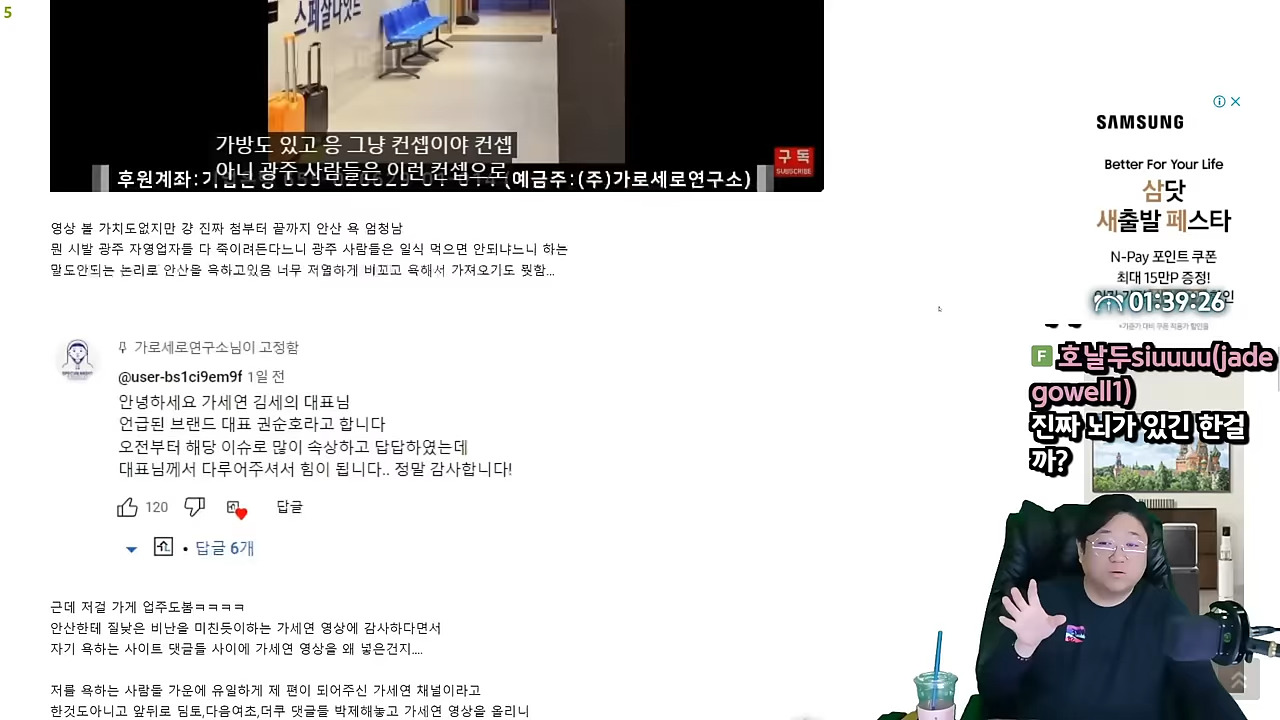 5
스페샬나잇트
가방도 있고 응 그냥 컨셉이야 컨셉
아니 광주 사람들은 이런 컨셉으로
구독
SUBSCRIBE
후원계좌:
(예금주:(주)가로세로연구소)
영상 볼 가치도없지만 걍 진짜 첨부터 끝까지 안산 욕 엄청남
뭔 시발 광주 자영업자들 다 죽이려든다느니 광주 사람들은 일식 먹으면 안되냐느니 하는
말도안되는 논리로 안산을 욕하고있음 너무 저열하게 비꼬고 욕해서 가져오기도 뭣함...
가로세로연구소님이 고정함
@user-bs1ci9em9f 1일 전
안녕하세요 가세연 김세의 대표님
언급된 브랜드 대표 권순호라고 합니다
오전부터 해당 이슈로 많이 속상하고 답답하였는데
대표님께서 다루어주셔서 힘이 됩니다.. 정말 감사합니다!
120
답글
• 답글 6개
근데 저걸 가게 업주도봄ㅋㅋㅋㅋ
안산한테 질낮은 비난을 미친듯이하는 가세연 영상에 감사하다면서
자기 욕하는 사이트 댓글들 사이에 가세연 영상을 왜 넣은건지....
저를 욕하는 사람들 가운에 유일하게 제 편이 되어주신 가세연 채널이라고
한것도아니고 앞뒤로 딤토,다음여초,더쿠 댓글들 박제해놓고 가세연 영상을 올리니
SAMSUNG
Better For Your Life
삼닷
새출발 페스타
N-Pay 포인트 쿠폰
최대 15만P 증정!
01:39:26
F 호날두siuuuu(jade
gowell1)
진짜 뇌가 있긴 한걸
까?